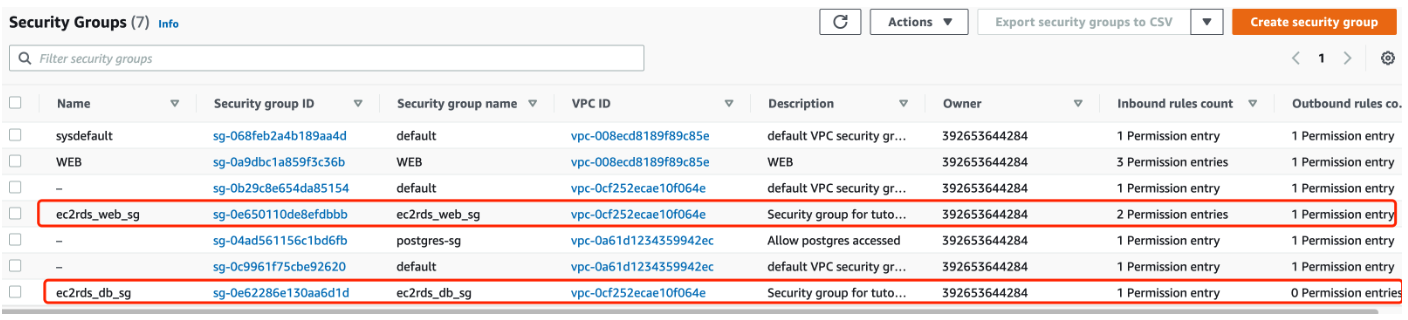 Security Groups (7) Info
Actions
Export security groups to CSV
Create security group
Filter security groups
1
Name Security group ID Security group name VPC ID Description Owner Inbound rules count Outbound rules co.
sysdefault sg-068feb2a4b189aa4d default vpc-008ecd8189f89c85e default VPC security gr... 392653644284 1 Permission entry 1 Permission entry
WEB sg-0a9dbc1a859f3c36b WEB vpc-008ecd8189f89c85e WEB 392653644284 3 Permission entries 1 Permission entry
– sg-0b29c8e654da85154 default vpc-0cf252ecae10f064e default VPC security gr... 392653644284 1 Permission entry 1 Permission entry
ec2rds_web_sg sg-0e650110de8efdbbb ec2rds_web_sg vpc-0cf252ecae10f064e Security group for tuto... 392653644284 2 Permission entries 1 Permission entry
– sg-04ad561156c1bd6fb postgres-sg vpc-0a61d1234359942ec Allow postgres accessed 392653644284 1 Permission entry 1 Permission entry
– sg-0c9961f75cbe92620 default vpc-0a61d1234359942ec default VPC security gr... 392653644284 1 Permission entry 1 Permission entry
ec2rds_db_sg sg-0e62286e130aa6d1d ec2rds_db_sg vpc-0cf252ecae10f064e Security group for tuto... 392653644284 1 Permission entry 0 Permission entries